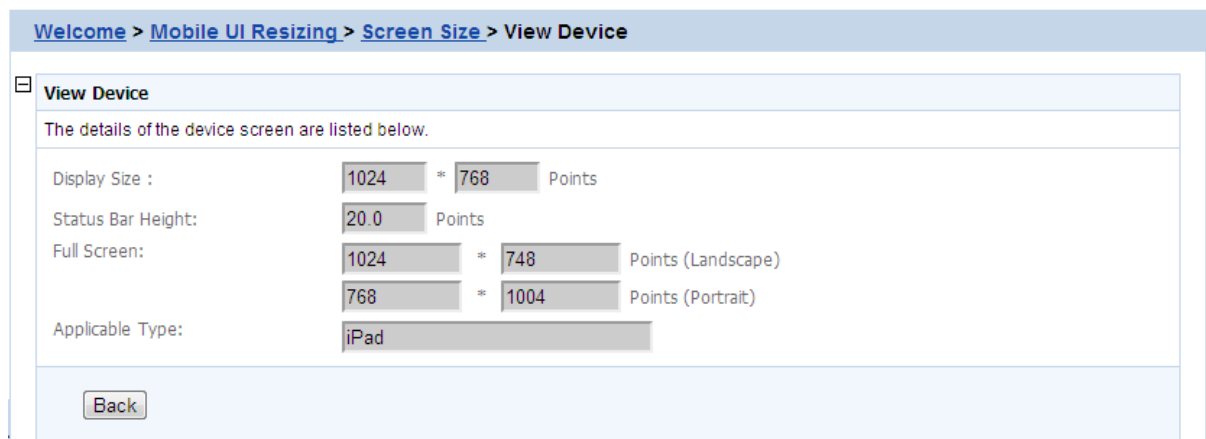 Welcome > Mobile UI Resizing > Screen Size > View Device
View Device
The details of the device screen are listed below.
Display Size : 1024 * 768 Points
Status Bar Height: 20.0 Points
Full Screen: 1024 * 748 Points (Landscape)
768 * 1004 Points (Portrait)
Applicable Type: iPad
Back